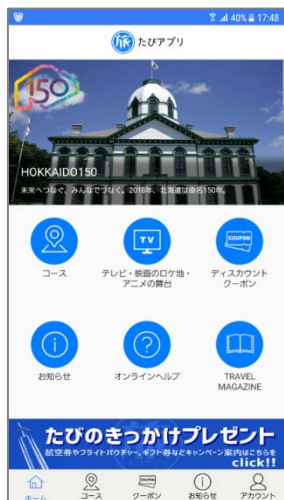 40% 17:48
旅 たびアプリ
150
HOKKAIDO150
未来へつなぐ、みんなでつなぐ。2018年、北海道は命名150年。
TV
COUPON
コース
テレビ・映画のロケ地・
アニメの舞台
ディスカウント
クーポン
お知らせ
オンラインヘルプ
TRAVEL
MAGAZINE
たびのきっかけプレゼント
航空券やフライトバウチャー、ギフト券などキャンペーン案内はこちらを
click!!
ホーム
コース
COUPON
クーポン
お知らせ
アカウント